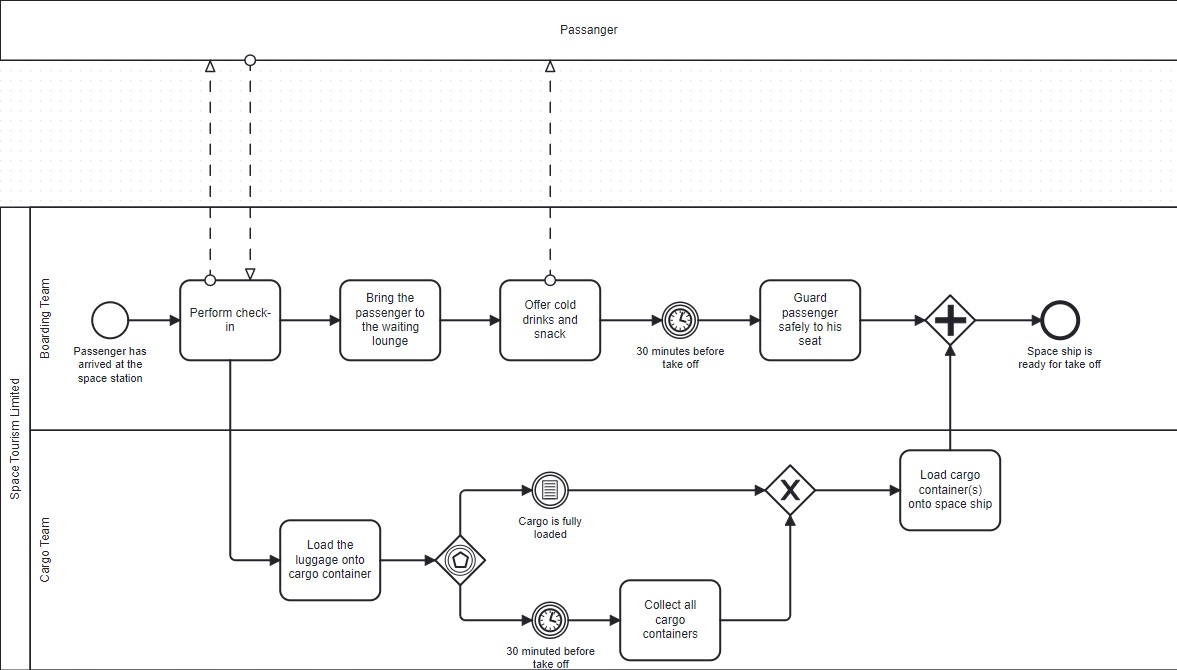 Passanger
Space Tourism Limited
Boarding Team
Passenger has
arrived at the
space station
Perform check-
in
Bring the
passenger to
the waiting
lounge
Offer cold
drinks and
snack
30 minutes before
take off
Guard
passenger
safely to his
seat
Space ship is
ready for take off
Cargo Team
Load the
luggage onto
cargo container
Cargo is fully
loaded
30 minuted before
take off
Collect all
cargo
containers
Load cargo
container(s)
onto space ship